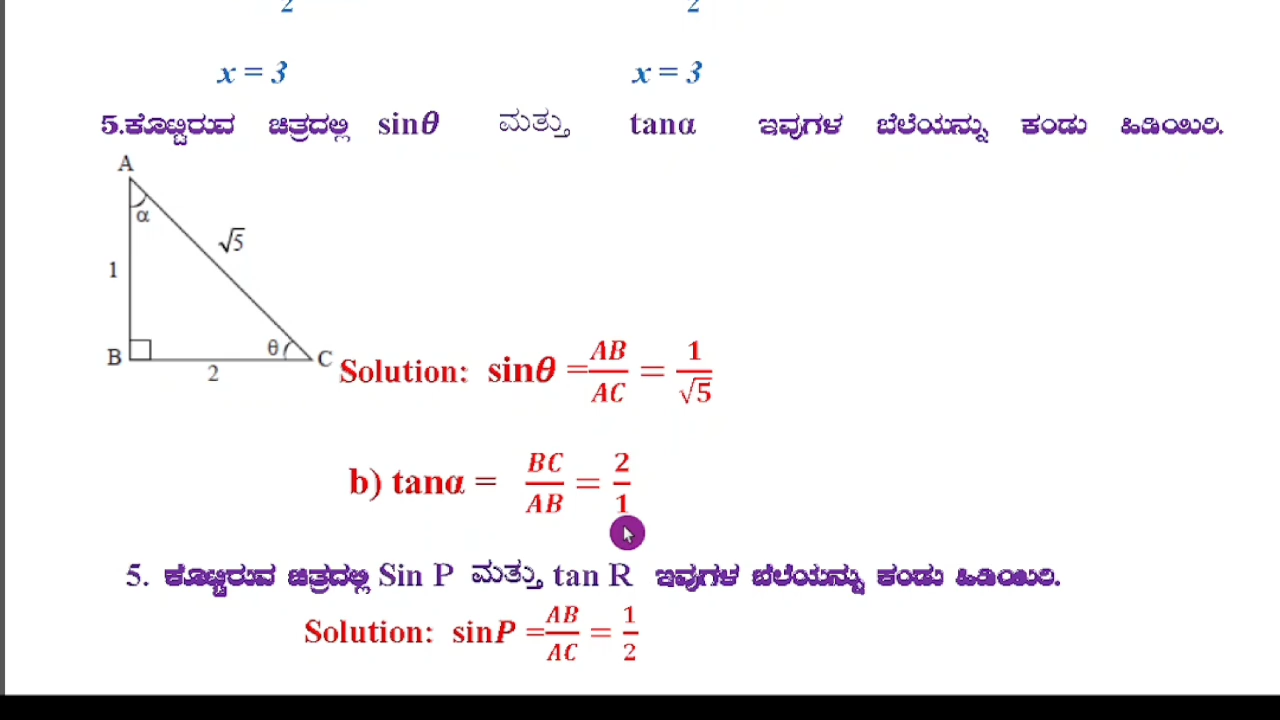 2 2
x = 3 x = 3
5.ಕೊಟ್ಟಿರುವ ಚಿತ್ರದಲ್ಲಿ sinθ ಮತ್ತು tanα ಇವುಗಳ ಬೆಲೆಯನ್ನು ಕಂಡು ಹಿಡಿಯಿರಿ.
A
α
√5
1
B
θ
C
2
Solution: sinθ = AB/AC = 1/√5
b) tanα = BC/AB = 2/1
5. ಕೊಟ್ಟಿರುವ ಚಿತ್ರದಲ್ಲಿ Sin P ಮತ್ತು tan R ಇವುಗಳ ಬೆಲೆಯನ್ನು ಕಂಡು ಹಿಡಿಯಿರಿ.
Solution: sinP = AB/AC = 1/2